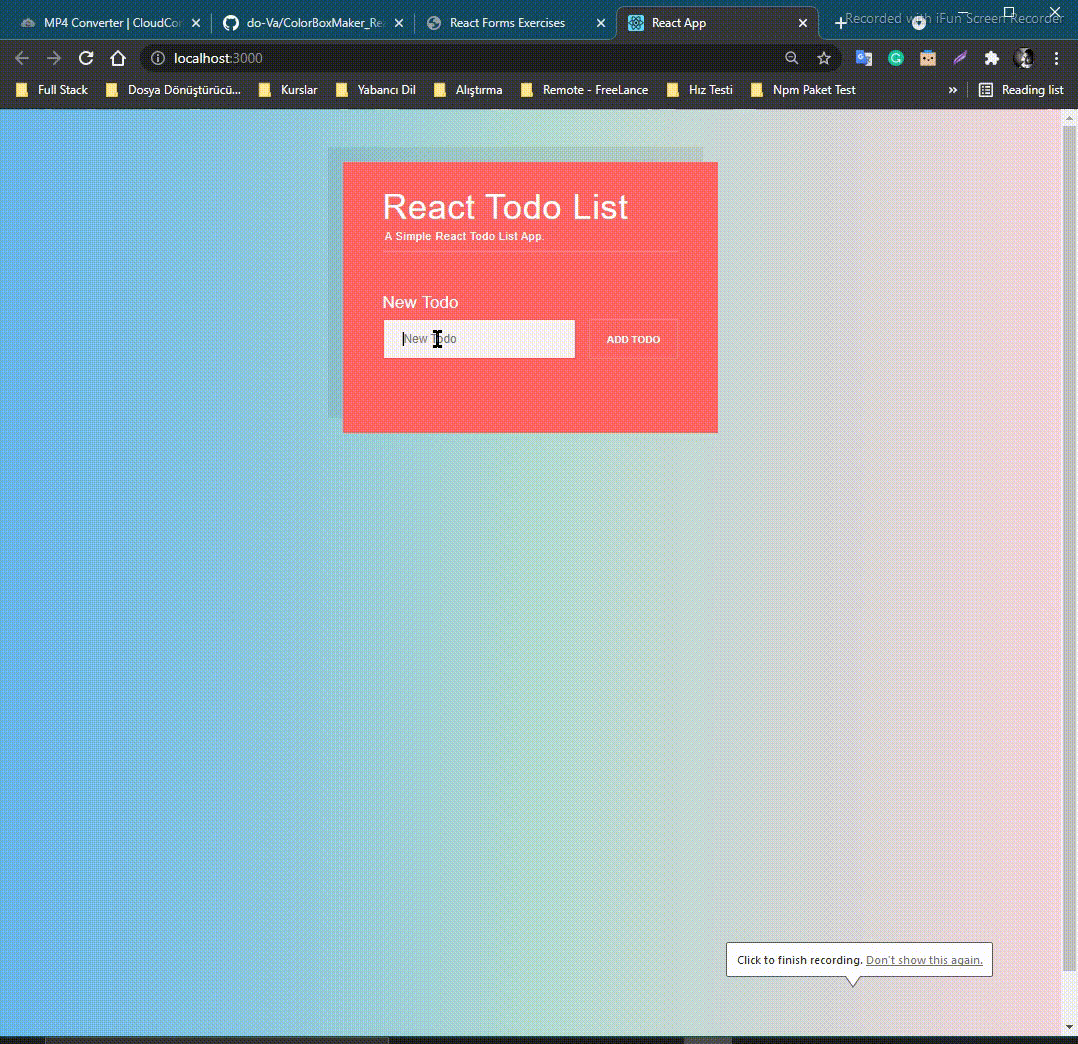 MP4 Converter | CloudCo
do-Va/ColorBoxMaker_Re
React Forms Exercises
React App
Recorded with iFun Screen Recorder
localhost:3000
Full Stack
Dosya Dönüştürücü...
Kurslar
Yabancı Dil
Alıştırma
Remote - FreeLance
Hız Testi
Npm Paket Test
»
Reading list
React Todo List
A Simple React Todo List App.
New Todo
New Todo
ADD TODO
Click to finish recording. Don't show this again.